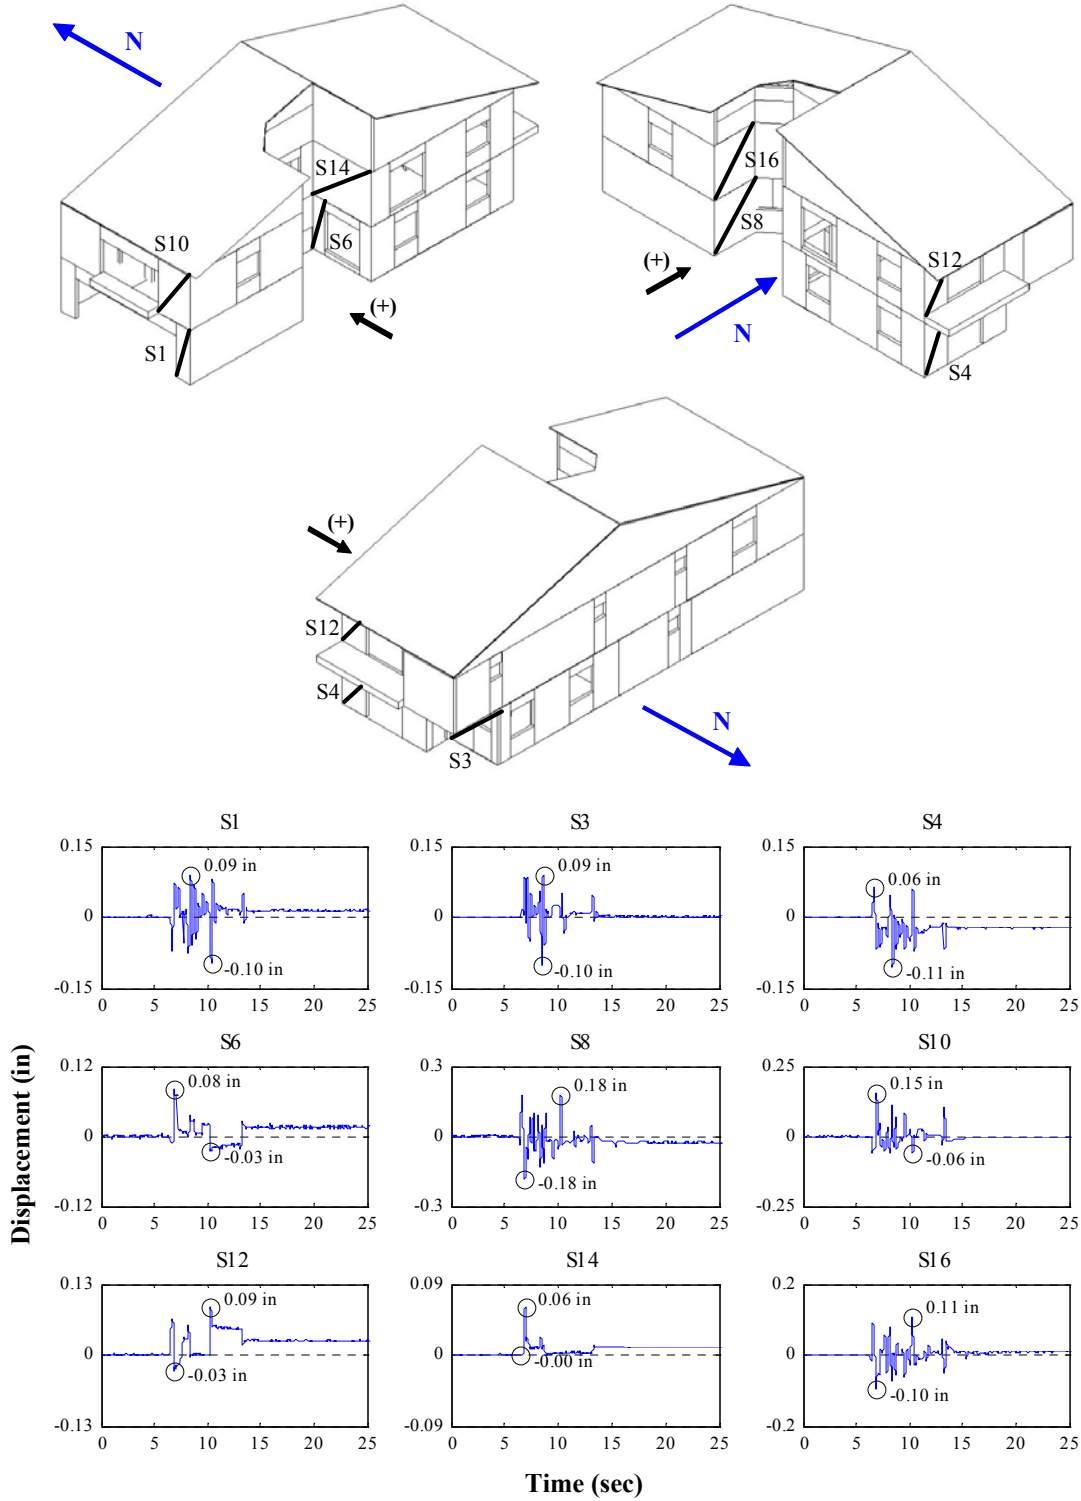 N
N
S14
S16
S6
S8
S10
S12
(+)
(+)
N
S1
S4
(+)
S12
S4
N
S3
S1
S3
S4
0.15
0.09 in
0
-0.10 in
-0.15
0 5 10 15 20 25
0.15
0.09 in
0
-0.10 in
-0.15
0 5 10 15 20 25
0.15
0.06 in
0
-0.11 in
-0.15
0 5 10 15 20 25
S6
S8
S10
0.12
0.08 in
0
-0.03 in
-0.12
0 5 10 15 20 25
0.3
0.18 in
0
-0.18 in
-0.3
0 5 10 15 20 25
0.25
0.15 in
0
-0.06 in
-0.25
0 5 10 15 20 25
S12
S14
S16
0.13
0.09 in
0
-0.03 in
-0.13
0 5 10 15 20 25
0.09
0.06 in
0
-0.00 in
-0.09
0 5 10 15 20 25
0.2
0.11 in
0
-0.10 in
-0.2
0 5 10 15 20 25
Displacement (in)
Time (sec)